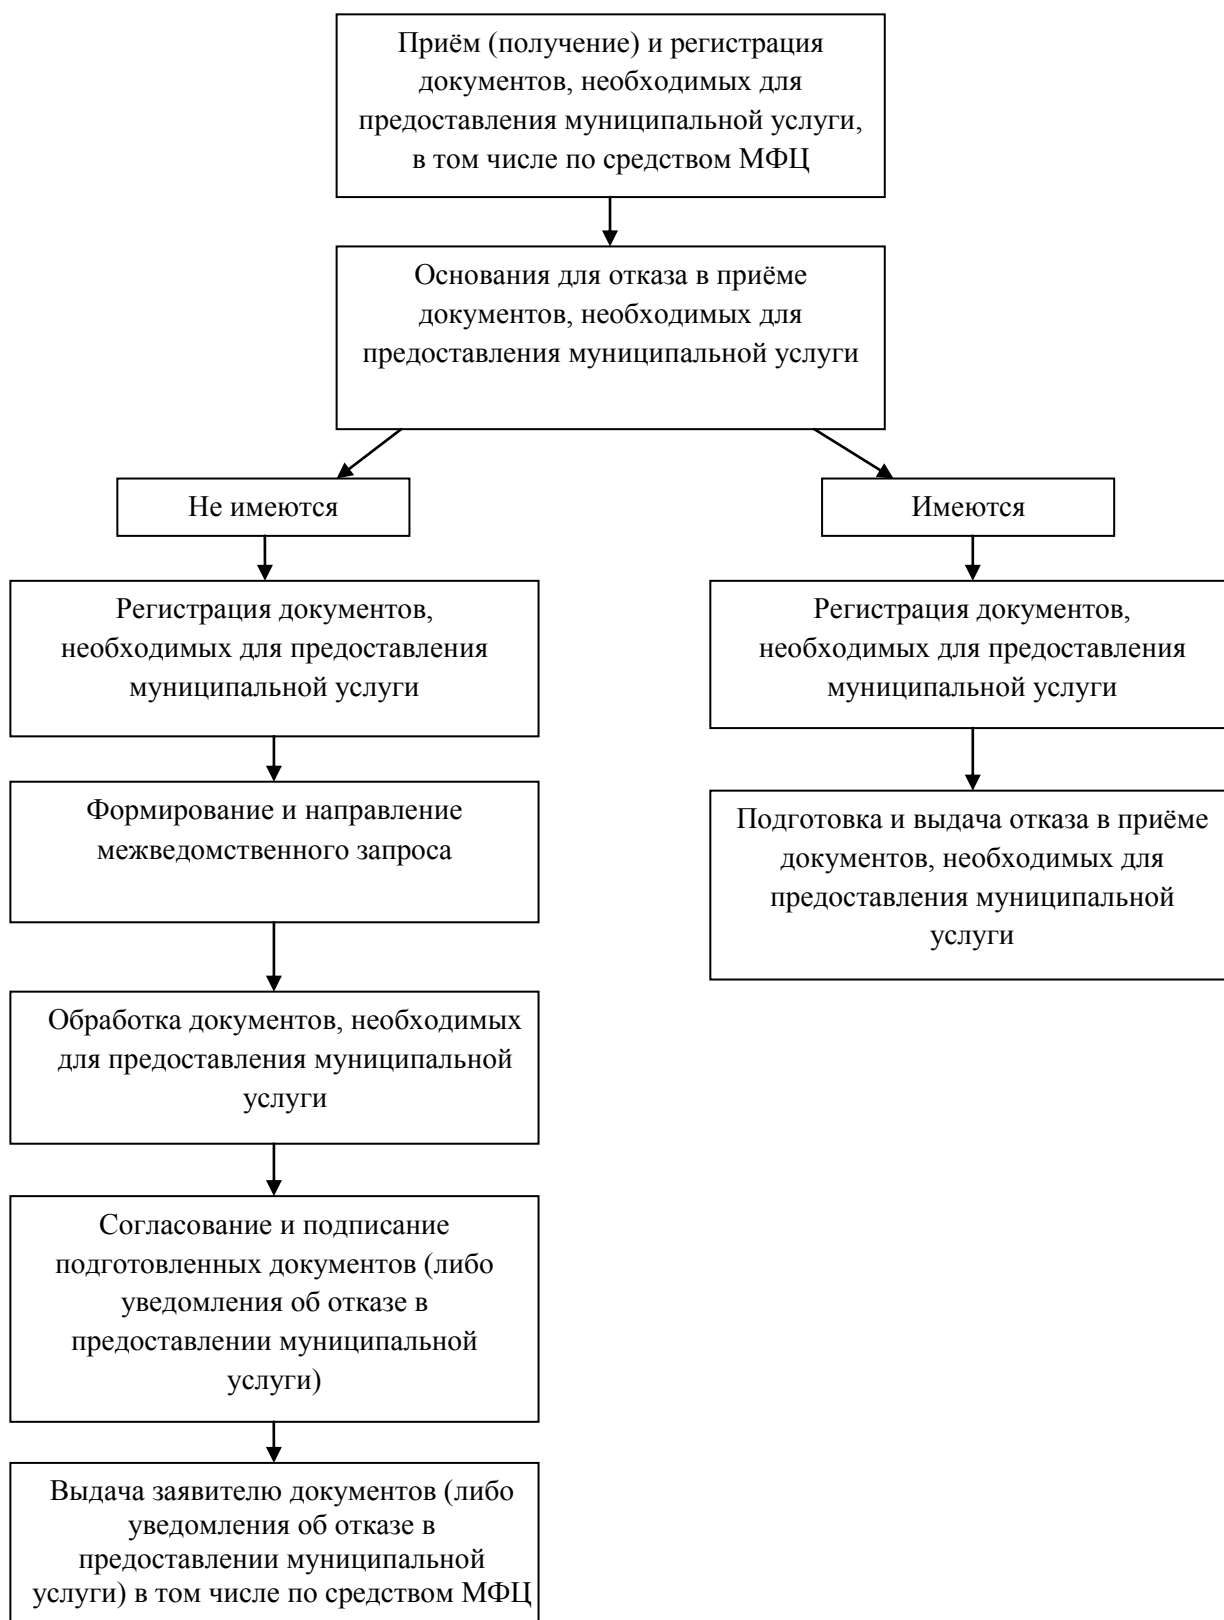 Приём (получение) и регистрация
документов, необходимых для
предоставления муниципальной услуги,
в том числе по средством МФЦ
Основания для отказа в приёме
документов, необходимых для
предоставления муниципальной услуги
Не имеются
Имеются
Регистрация документов,
необходимых для предоставления
муниципальной услуги
Регистрация документов,
необходимых для предоставления
муниципальной услуги
Формирование и направление
межведомственного запроса
Подготовка и выдача отказа в приёме
документов, необходимых для
предоставления муниципальной
услуги
Обработка документов, необходимых
для предоставления муниципальной
услуги
Согласование и подписание
подготовленных документов (либо
уведомления об отказе в
предоставлении муниципальной
услуги)
Выдача заявителю документов (либо
уведомления об отказе в
предоставлении муниципальной
услуги) в том числе по средством МФЦ